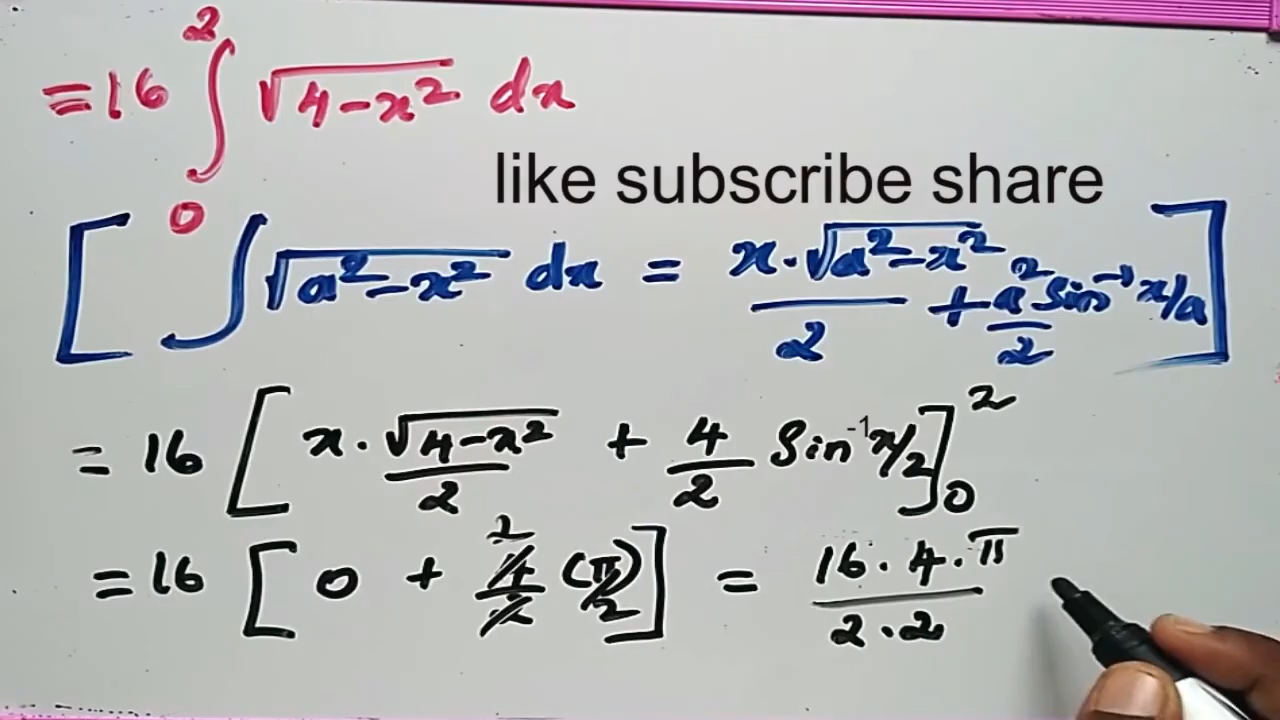 = 16 ∫₀² √(4-x²) dx
like subscribe share
[ ∫ √(a²-x²) dx = x·√(a²-x²)/2 + a²/2 sin⁻¹ x/a ]
= 16 [ x·√(4-x²)/2 + 4/2 Sin⁻¹ x/2 ]₀²
= 16 [ 0 + 4/2 2 (π/2) ] = 16·4·π/2·2